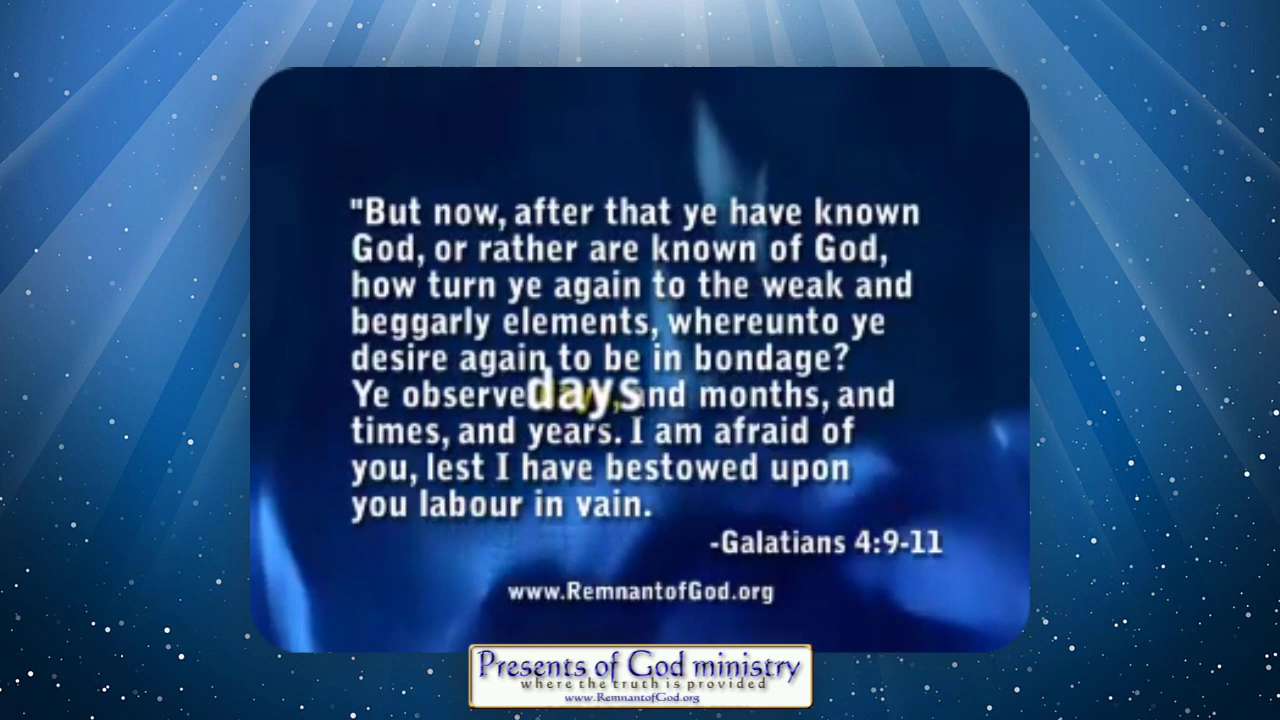 "But now, after that ye have known
God, or rather are known of God,
how turn ye again to the weak and
beggarly elements, whereunto ye
desire again to be in bondage?
Ye observe days and months, and
times, and years. I am afraid of
you, lest I have bestowed upon
you labour in vain.
-Galatians 4:9-11
www.RemnantofGod.org
Presents of God ministry
where the truth is provided
www.RemnantofGod.org